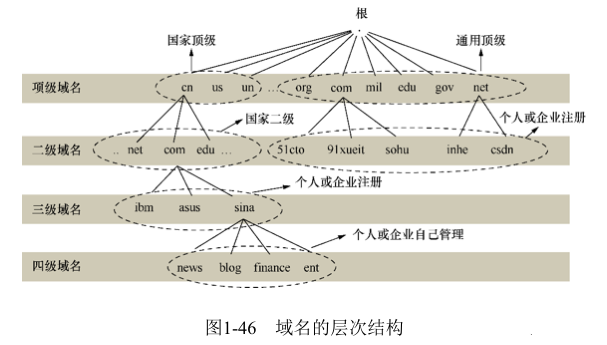 根
.
国家顶级
通用顶级
项级域名 cn us un … org com mil edu gov net
国家二级
个人或企业注册
二级域名 .. net com edu … 51cto 91xueit sohu inhe csdn
个人或企业注册
三级域名 ibm asus sina
个人或企业自己管理
四级域名 news blog finance ent
图1-46 域名的层次结构